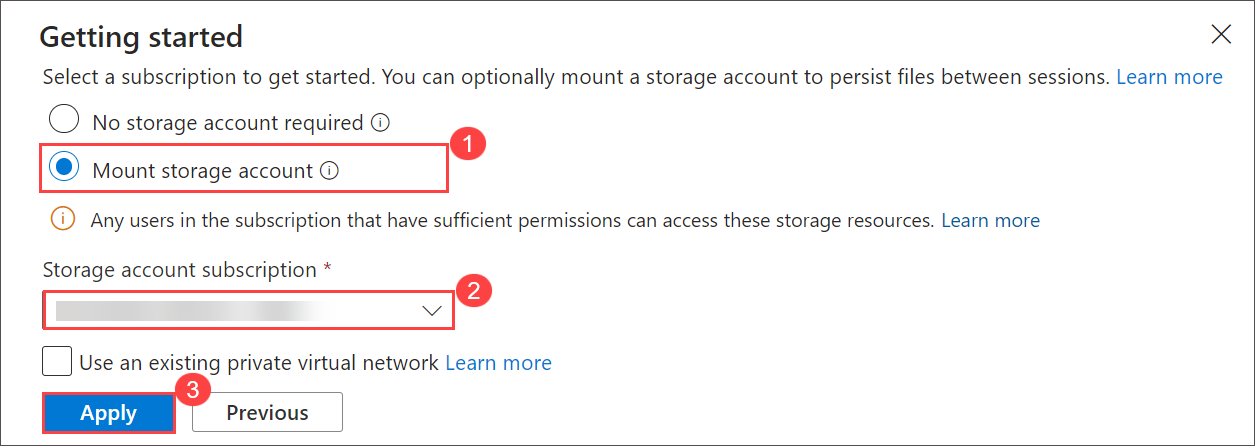 Getting started
Select a subscription to get started. You can optionally mount a storage account to persist files between sessions. Learn more
No storage account required
1
Mount storage account
Any users in the subscription that have sufficient permissions can access these storage resources. Learn more
Storage account subscription *
2
Use an existing private virtual network Learn more
3
Apply
Previous